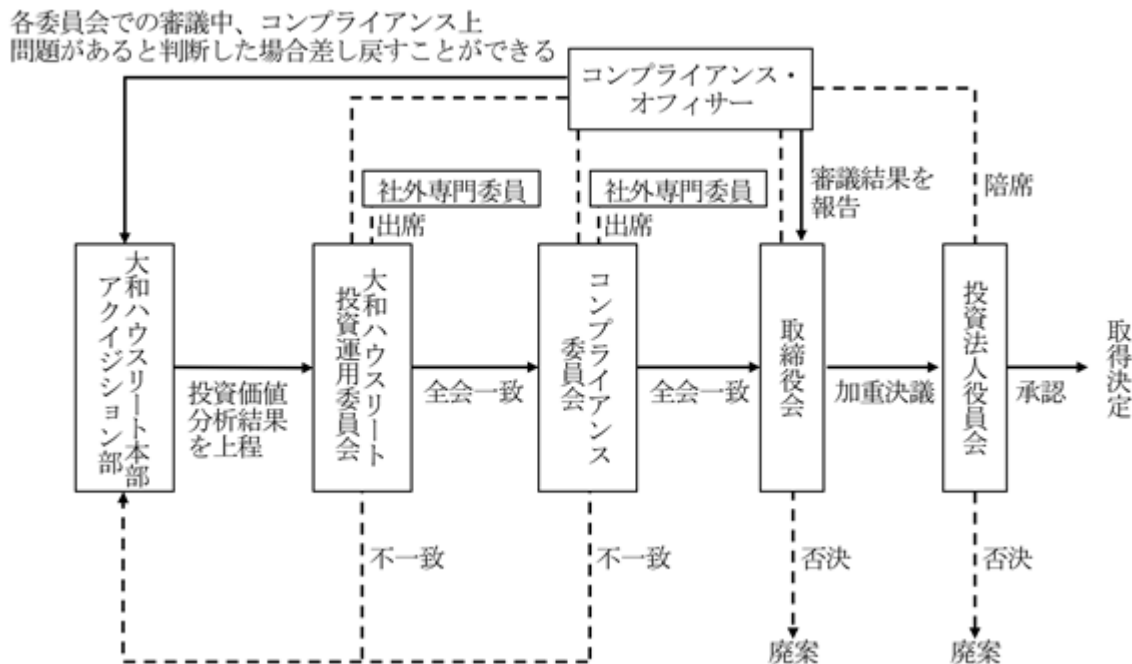 各委員会での審議中、コンプライアンス上
問題があると判断した場合差し戻すことができる
コンプライアンス・
オフィサー
社外専門委員
出席
社外専門委員
出席
審議結果を
報告
陪席
大和ハウスリート本部
アクイジション部
投資価値
分析結果
を上程
大和ハウスリート
投資運用委員会
全会一致
コンプライアンス
委員会
全会一致
取締役会
加重決議
投資法人役員会
承認
取得決定
不一致
不一致
否決
否決
廃案
廃案